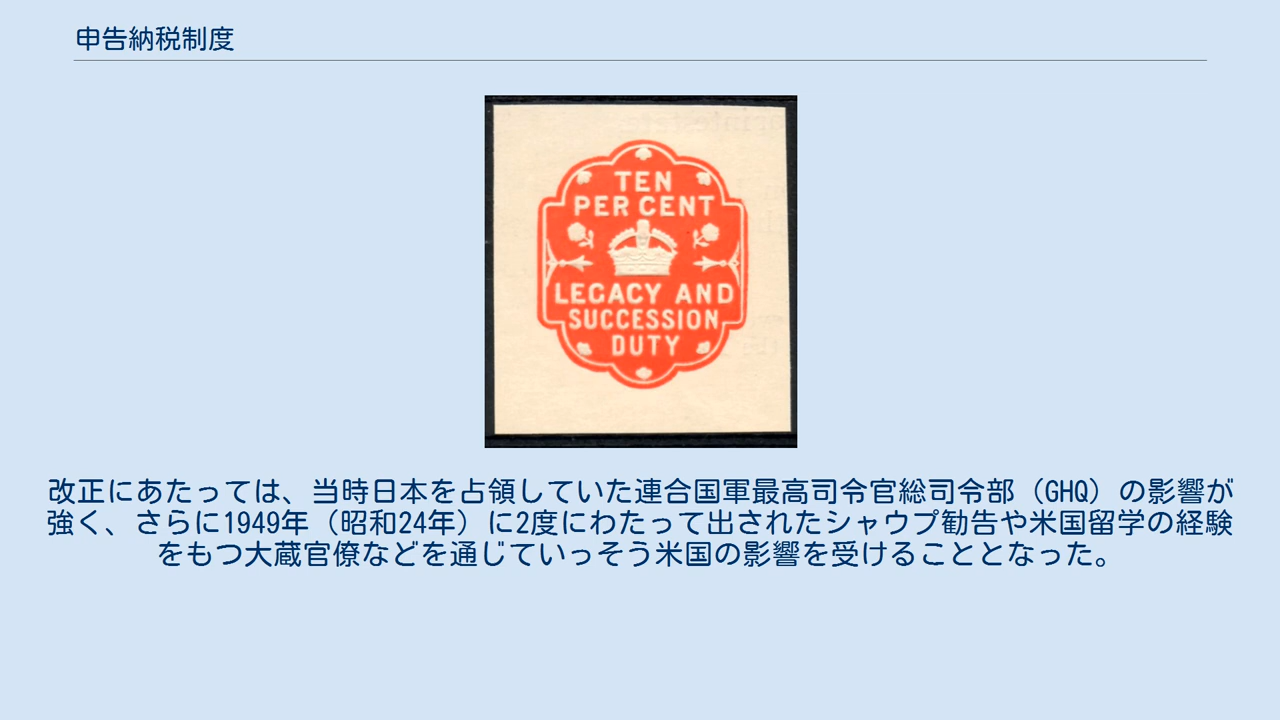 申告納税制度
TEN
PER CENT
LEGACY AND
SUCCESSION
DUTY
改正にあたっては、当時日本を占領していた連合国軍最高司令官総司令部（GHQ）の影響が
強く、さらに1949年（昭和24年）に2度にわたって出されたシャウプ勧告や米国留学の経験
をもつ大蔵官僚などを通じていっそう米国の影響を受けることとなった。